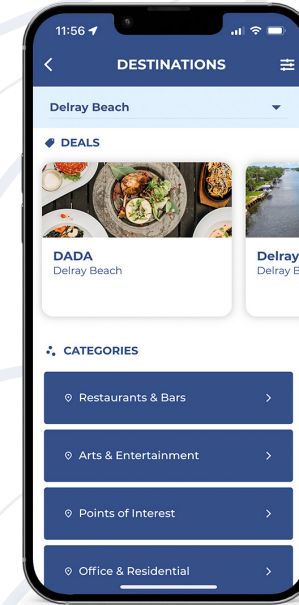 11:56
DESTINATIONS
Delray Beach
DEALS
DADA
Delray Beach
Delray
Delray B
CATEGORIES
Restaurants & Bars
Arts & Entertainment
Points of Interest
Office & Residential